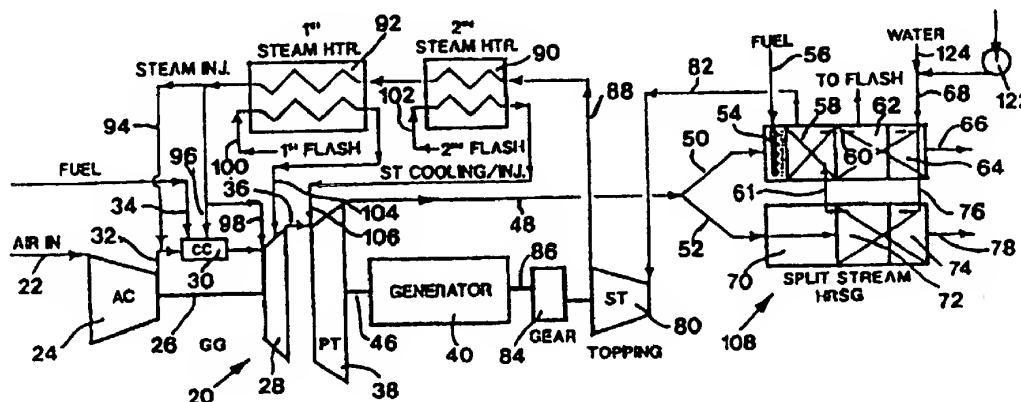 1ST STEAM HTR. 92
2ND STEAM HTR. 90
STEAM INJ.
94
96
98
100
1ST FLASH
102
2ND FLASH
ST COOLING/INJ.
88
82
FUEL
56
WATER
124
122
TO FLASH
54
58
62
68
66
60
64
50
52
61
76
78
70
74
72
SPLIT STREAM
HRSG
108
FUEL
34
36
104
106
48
AIR IN
22
32
CC
30
AC
24
26
GG
20
28
PT
38
46
GENERATOR
40
86
84
GEAR
ST
80
TOPPING